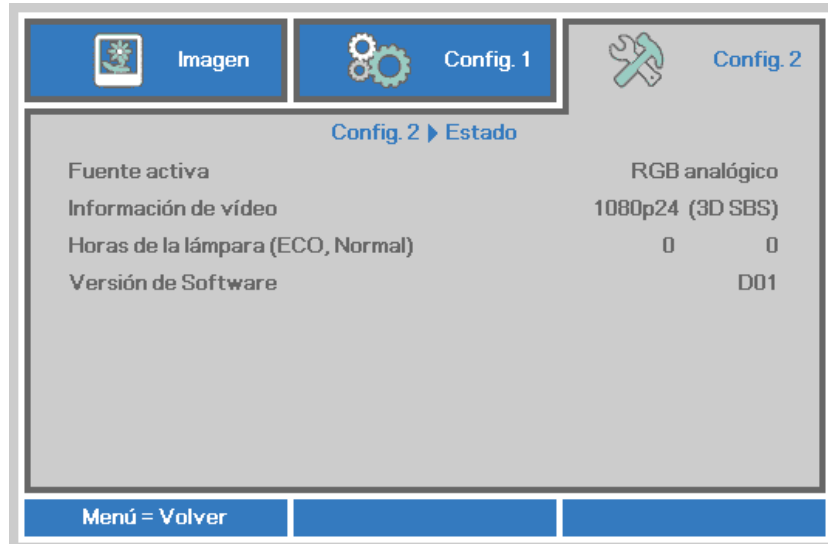 Imagen
Config. 1
Config. 2
Config. 2 ▶ Estado
Fuente activa RGB analógico
Información de vídeo 1080p24 (3D SBS)
Horas de la lámpara (ECO, Normal) 0 0
Versión de Software D01
Menú = Volver